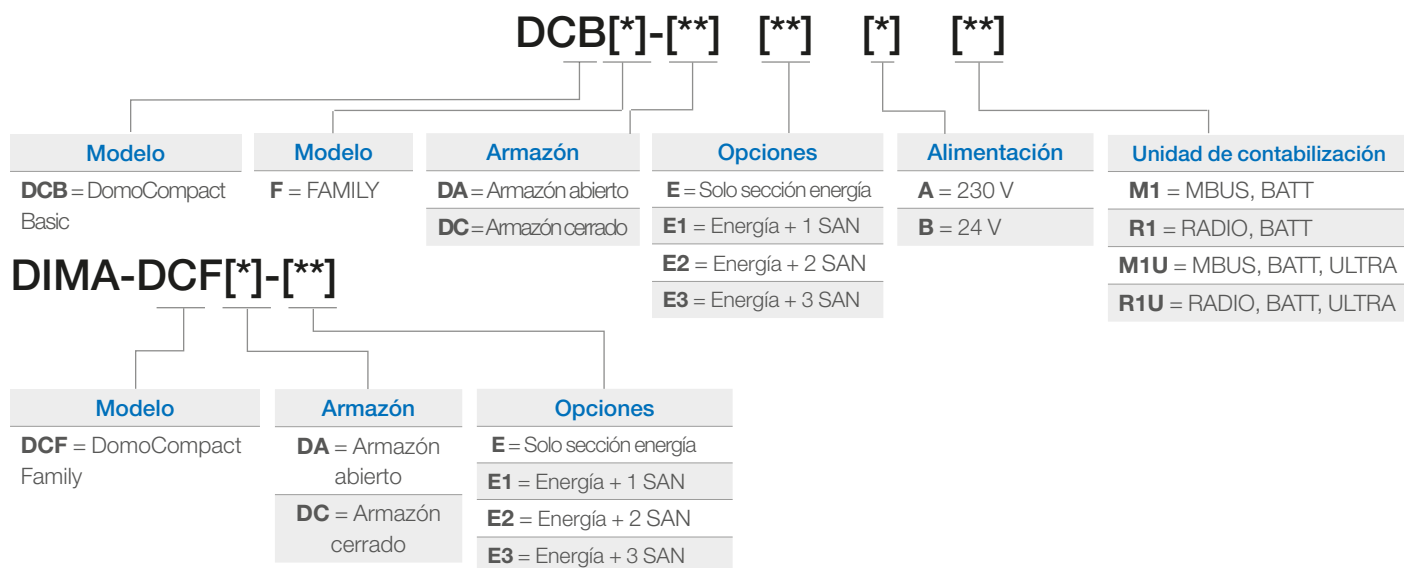 DCB[*]-[**] [**] [*] [**]
Modelo
DCB = DomoCompact
Basic
Modelo
F = FAMILY
Armazón
DA = Armazón abierto
DC = Armazón cerrado
Opciones
E = Solo sección energía
E1 = Energía + 1 SAN
E2 = Energía + 2 SAN
E3 = Energía + 3 SAN
Alimentación
A = 230 V
B = 24 V
Unidad de contabilización
M1 = MBUS, BATT
R1 = RADIO, BATT
M1U = MBUS, BATT, ULTRA
R1U = RADIO, BATT, ULTRA
DIMA-DCF[*]-[**]
Modelo
DCF = DomoCompact
Family
Armazón
DA = Armazón
abierto
DC = Armazón
cerrado
Opciones
E = Solo sección energía
E1 = Energía + 1 SAN
E2 = Energía + 2 SAN
E3 = Energía + 3 SAN